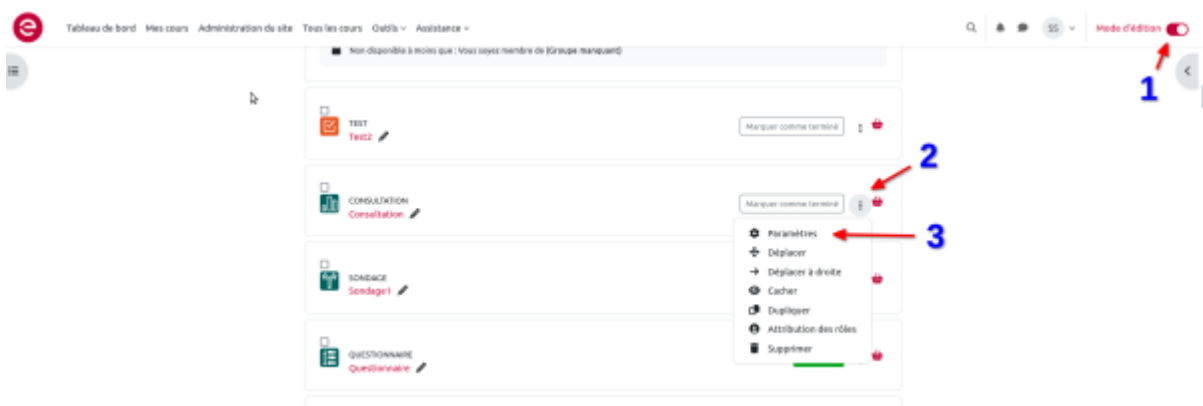 e Tableau de bord Mes cours Administration du site Tous les cours Outils Assistance SS Mode d'édition
Non disponible à moins que : Vous soyez membre de (Groupe manquant)
1
TEST
Test2
Marquer comme terminé
2
CONSULTATION
Consultation
Marquer comme terminé
Paramètres
3
Déplacer
Déplacer à droite
Cacher
Dupliquer
Attribution des rôles
Supprimer
SONDAGE
Sondage1
QUESTIONNAIRE
Questionnaire